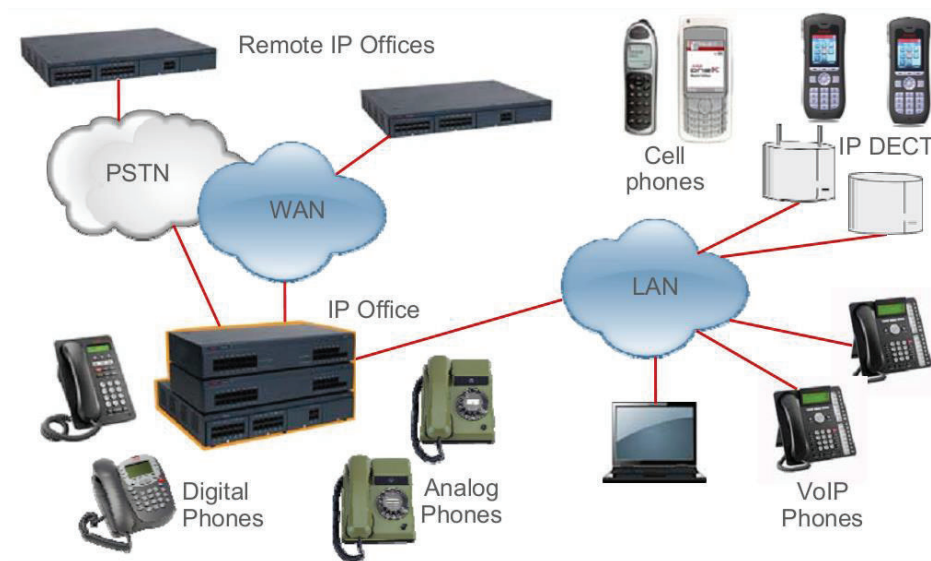 Remote IP Offices
PSTN
WAN
Cell
phones
IP DECT
LAN
IP Office
Digital
Phones
Analog
Phones
VoIP
Phones